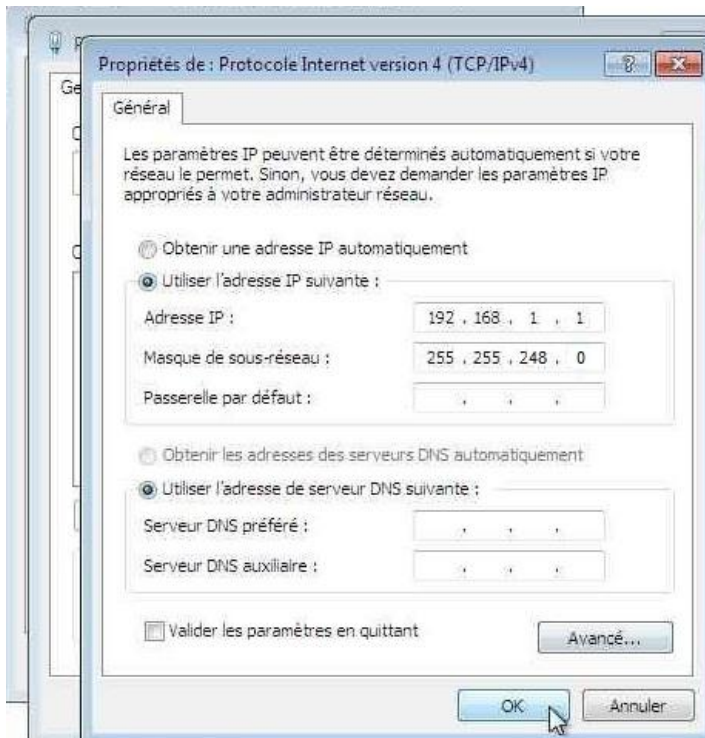 Propriétés de : Protocole Internet version 4 (TCP/IPv4)
Général
Les paramètres IP peuvent être déterminés automatiquement si votre
réseau le permet. Sinon, vous devez demander les paramètres IP
appropriés à votre administrateur réseau.
Obtenir une adresse IP automatiquement
Utiliser l'adresse IP suivante :
Adresse IP : 192 . 168 . 1 . 1
Masque de sous-réseau : 255 . 255 . 248 . 0
Passerelle par défaut : . . .
Obtenir les adresses des serveurs DNS automatiquement
Utiliser l'adresse de serveur DNS suivante :
Serveur DNS préféré : . . .
Serveur DNS auxiliaire : . . .
Valider les paramètres en quittant
Avancé...
OK Annuler